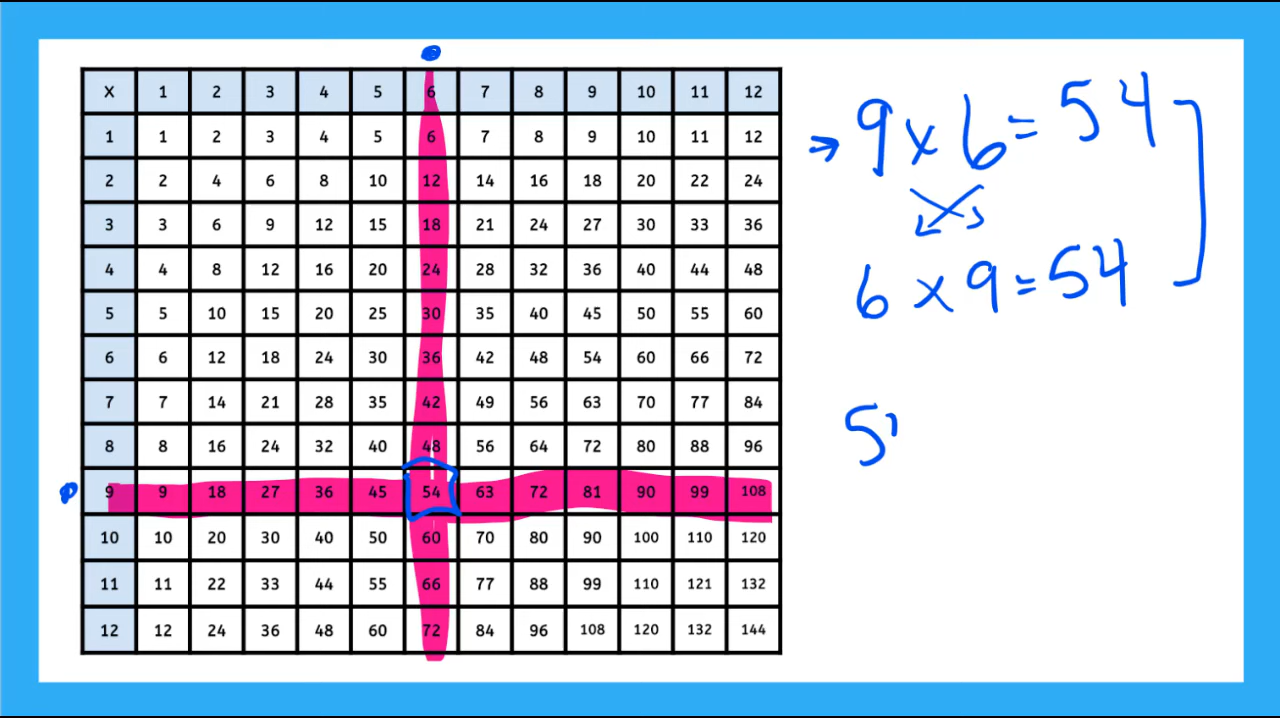 X 1 2 3 4 5 6 7 8 9 10 11 12
1 1 2 3 4 5 6 7 8 9 10 11 12
2 2 4 6 8 10 12 14 16 18 20 22 24
3 3 6 9 12 15 18 21 24 27 30 33 36
4 4 8 12 16 20 24 28 32 36 40 44 48
5 5 10 15 20 25 30 35 40 45 50 55 60
6 6 12 18 24 30 36 42 48 54 60 66 72
7 7 14 21 28 35 42 49 56 63 70 77 84
8 8 16 24 32 40 48 56 64 72 80 88 96
9 9 18 27 36 45 54 63 72 81 90 99 108
10 10 20 30 40 50 60 70 80 90 100 110 120
11 11 22 33 44 55 66 77 88 99 110 121 132
12 12 24 36 48 60 72 84 96 108 120 132 144
→ 9 x 6 = 54
6 x 9 = 54
5